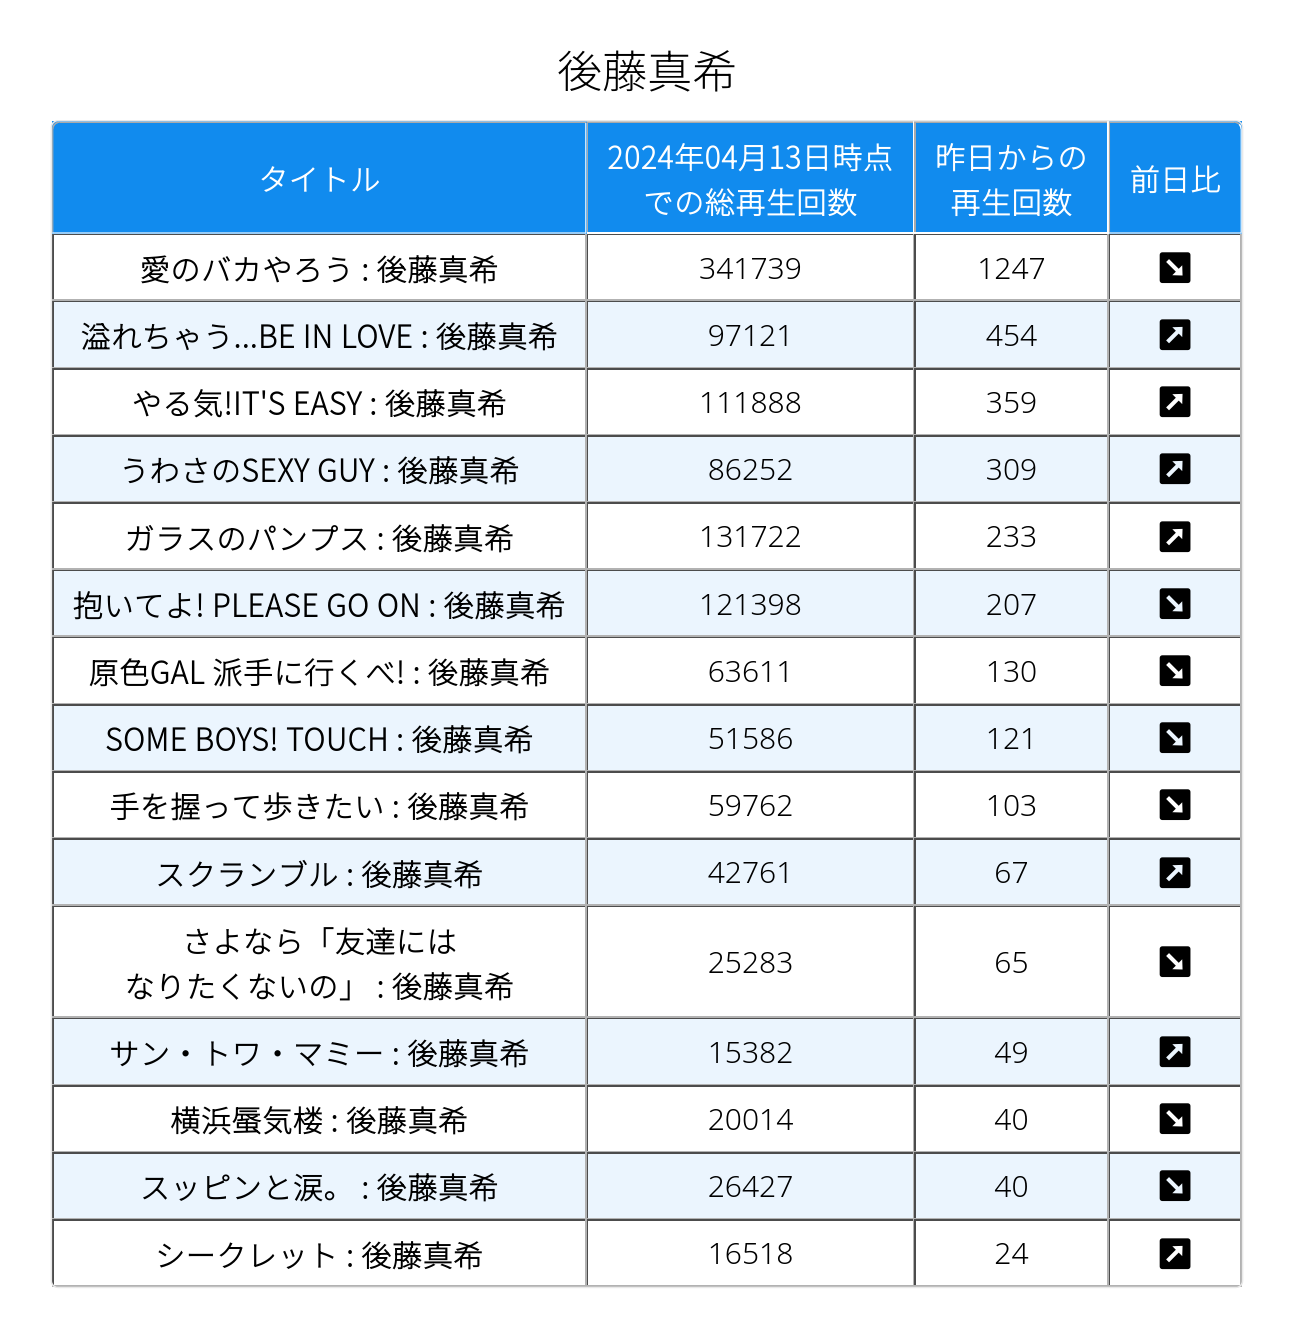 後藤真希
タイトル
2024年04月13日時点
での総再生回数
昨日からの
再生回数
前日比
愛のバカやろう : 後藤真希 341739 1247
溢れちゃう...BE IN LOVE : 後藤真希 97121 454
やる気!IT'S EASY : 後藤真希 111888 359
うわさのSEXY GUY : 後藤真希 86252 309
ガラスのパンプス : 後藤真希 131722 233
抱いてよ! PLEASE GO ON : 後藤真希 121398 207
原色GAL 派手に行くべ! : 後藤真希 63611 130
SOME BOYS! TOUCH : 後藤真希 51586 121
手を握って歩きたい : 後藤真希 59762 103
スクランブル : 後藤真希 42761 67
さよなら「友達には
なりたくないの」 : 後藤真希 25283 65
サン・トワ・マミー : 後藤真希 15382 49
横浜蜃気楼 : 後藤真希 20014 40
スッピンと涙。 : 後藤真希 26427 40
シークレット : 後藤真希 16518 24